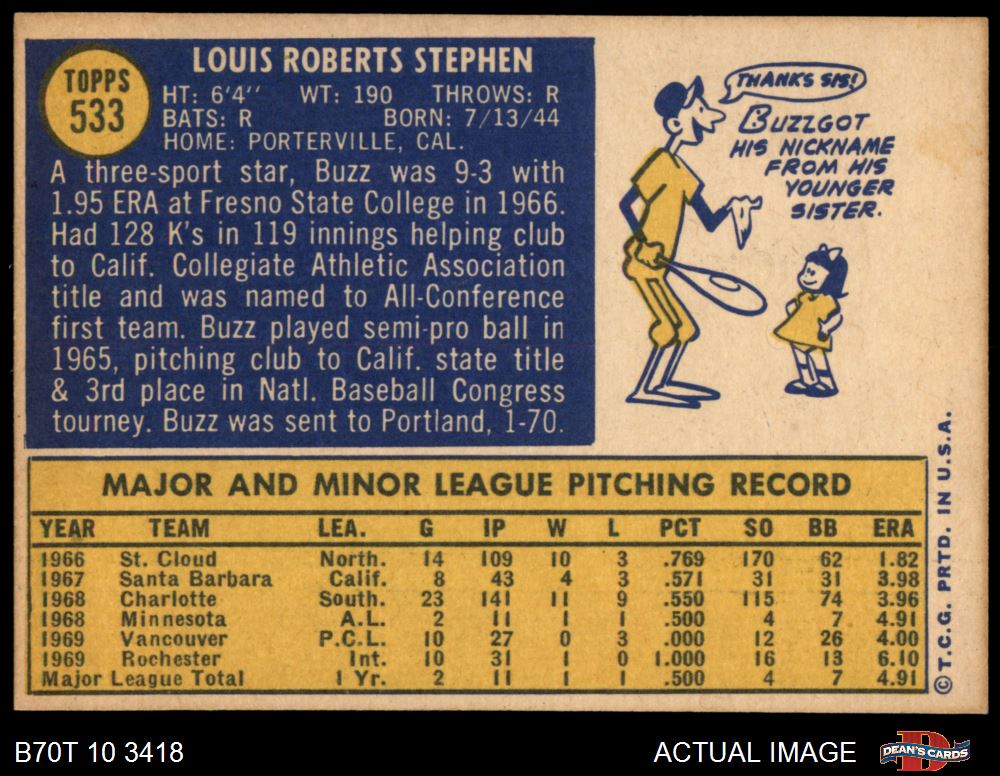 TOPPS
533
LOUIS ROBERTS STEPHEN
HT: 6'4'' WT: 190 THROWS: R
BATS: R BORN: 7/13/44
HOME: PORTERVILLE, CAL.
A three-sport star, Buzz was 9-3 with
1.95 ERA at Fresno State College in 1966.
Had 128 K's in 119 innings helping club
to Calif. Collegiate Athletic Association
title and was named to All-Conference
first team. Buzz played semi-pro ball in
1965, pitching club to Calif. state title
& 3rd place in Natl. Baseball Congress
tourney. Buzz was sent to Portland, 1-70.
THANKS SIS!
BUZZ GOT
HIS NICKNAME
FROM HIS
YOUNGER
SISTER.
MAJOR AND MINOR LEAGUE PITCHING RECORD
YEAR TEAM LEA. G IP W L PCT SO BB ERA
1966 St. Cloud North. 14 109 10 3 .769 170 62 1.82
1967 Santa Barbara Calif. 8 43 4 3 .571 31 31 3.98
1968 Charlotte South. 23 141 11 9 .550 115 74 3.96
1968 Minnesota A.L. 2 11 1 1 .500 4 7 4.91
1969 Vancouver P.C.L. 10 27 0 3 .000 12 26 4.00
1969 Rochester Int. 10 31 1 0 1.000 16 13 6.10
Major League Total 1 Yr. 2 11 1 1 .500 4 7 4.91
© T.C.G. PRTD. IN U.S.A.
B70T 10 3418
ACTUAL IMAGE
D
DEAN'S CARDS